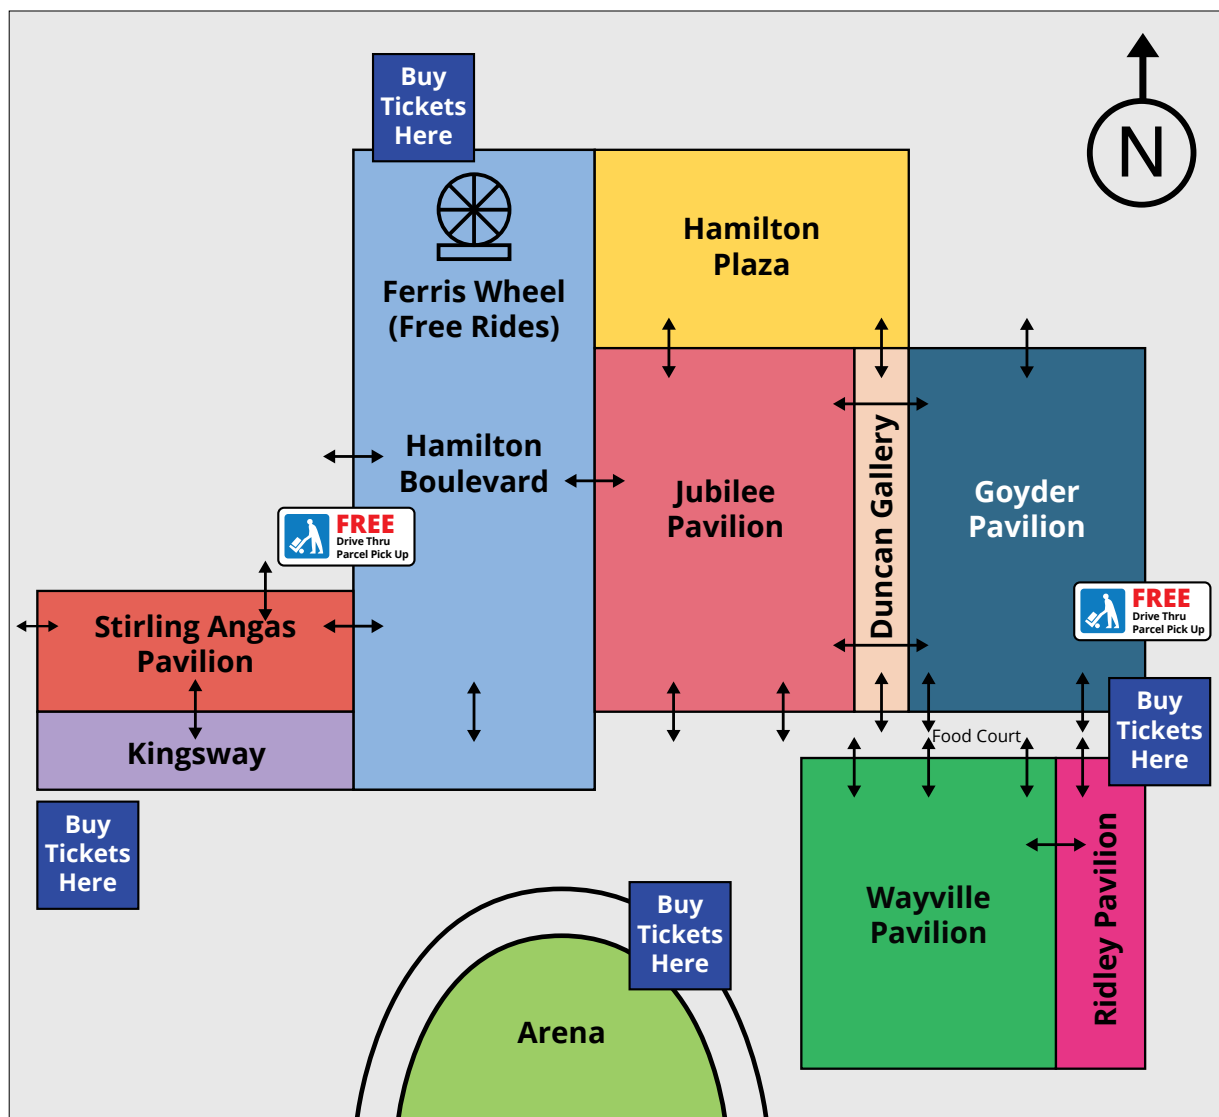 Buy
Tickets
Here
N
Hamilton
Plaza
Ferris Wheel
(Free Rides)
Hamilton
Boulevard
Jubilee
Pavilion
Duncan Gallery
Goyder
Pavilion
FREE
Drive Thru
Parcel Pick Up
FREE
Drive Thru
Parcel Pick Up
Stirling Angas
Pavilion
Kingsway
Buy
Tickets
Here
Food Court
Buy
Tickets
Here
Wayville
Pavilion
Ridley Pavilion
Buy
Tickets
Here
Arena